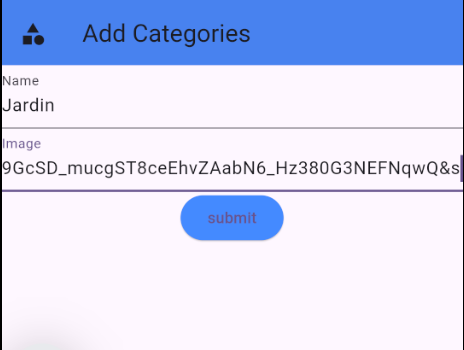 Add Categories
Name
Jardin
Image
9GcSD_mucgST8ceEhvZAabN6_Hz380G3NEFNqwQ&s
submit